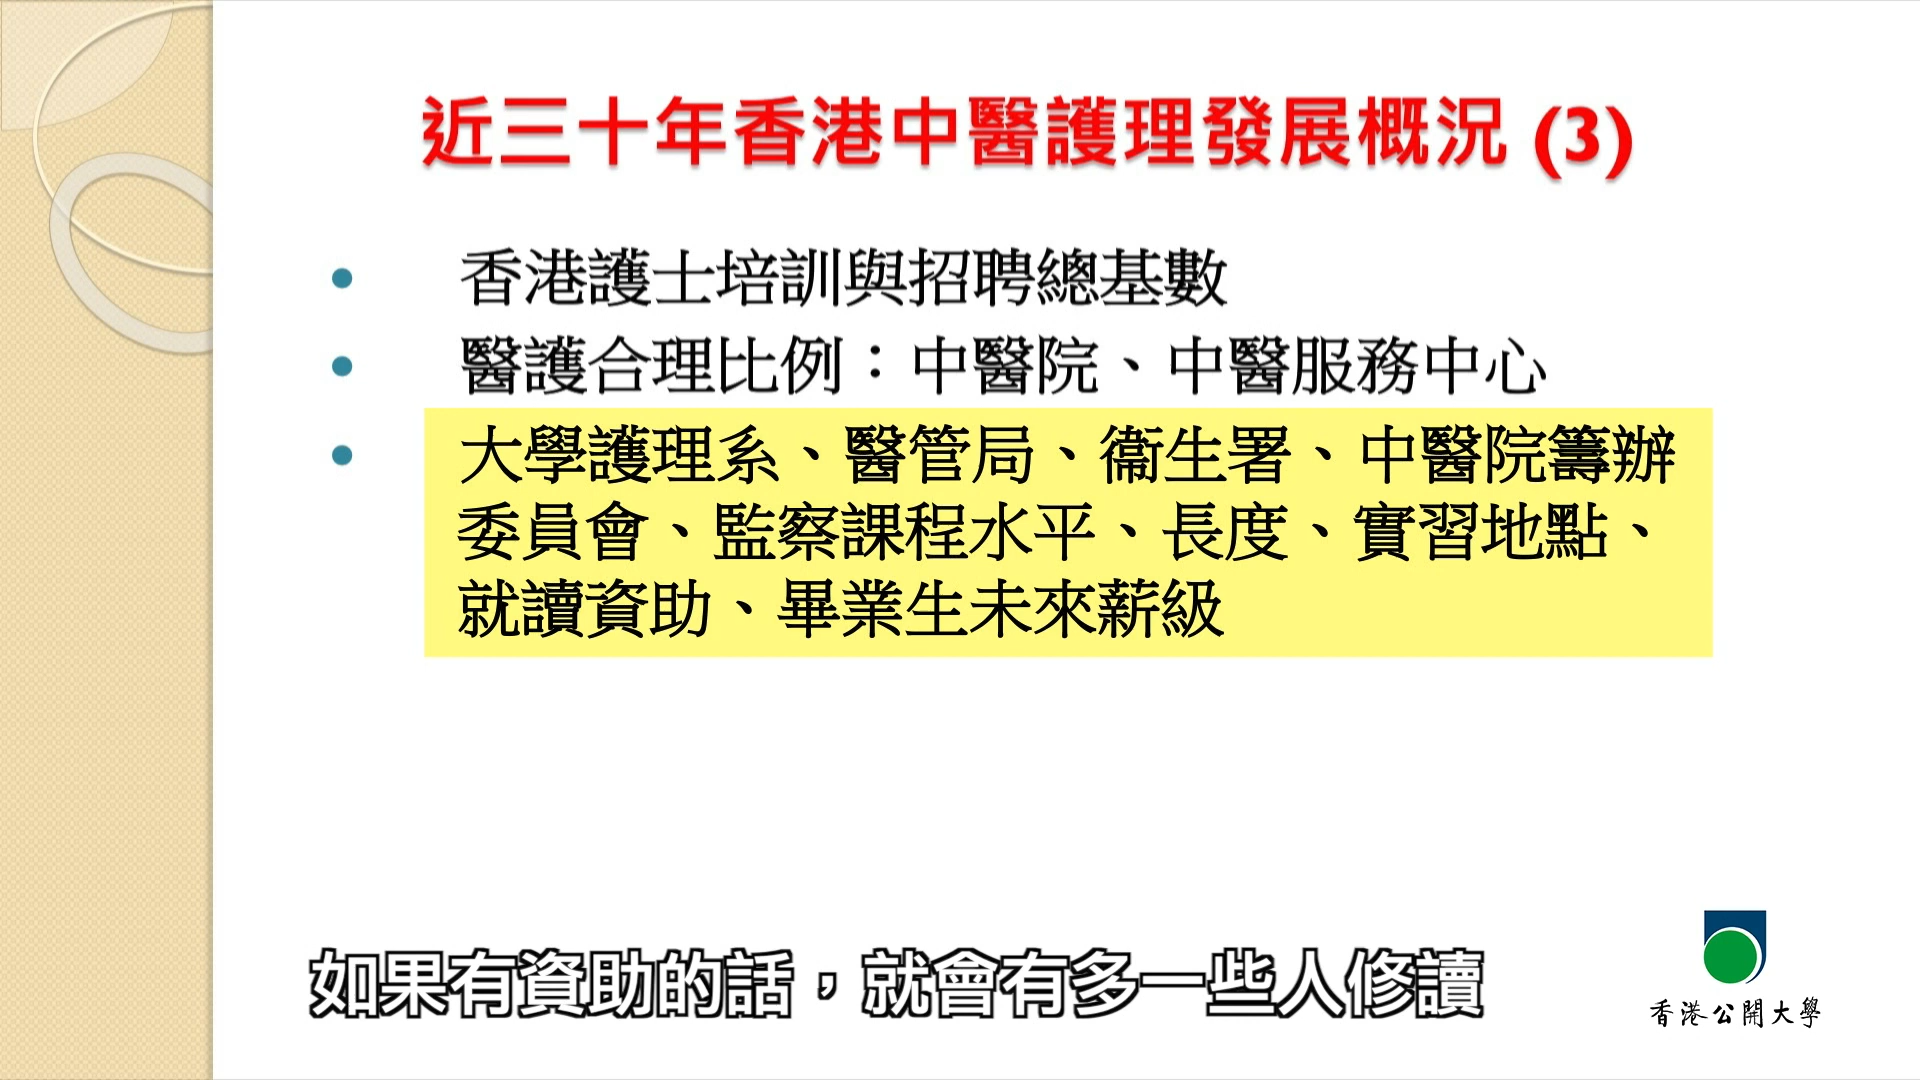 近三十年香港中醫護理發展概況 (3)
• 香港護士培訓與招聘總基數
• 醫護合理比例：中醫院、中醫服務中心
• 大學護理系、醫管局、衞生署、中醫院籌辦
委員會、監察課程水平、長度、實習地點、
就讀資助、畢業生未來薪級
如果有資助的話，就會有多一些人修讀
香港公開大學